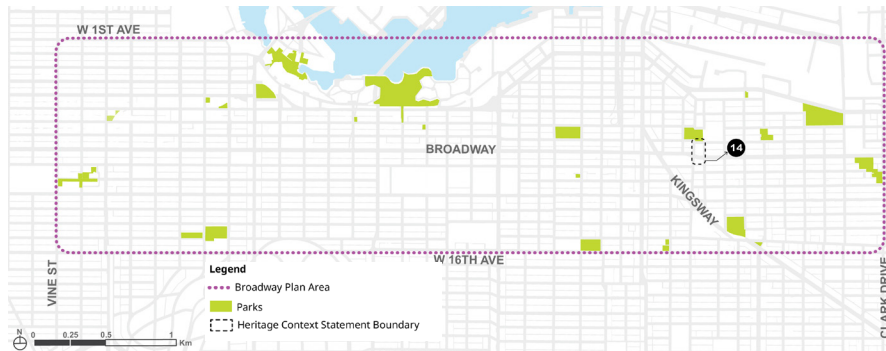 W 1ST AVE
BROADWAY
14
KINGSWAY
W 16TH AVE
VINE ST
CLARK DRIVE
Legend
Broadway Plan Area
Parks
Heritage Context Statement Boundary
N
0 0.25 0.5 1
Km